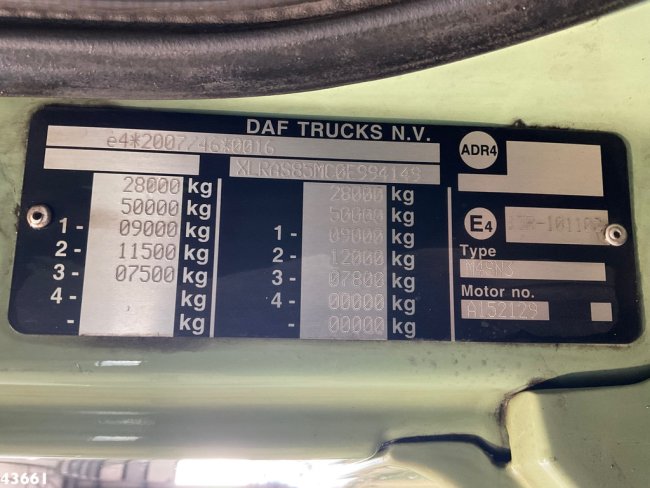 DAF TRUCKS N.V.
e4*2007/46*0016
28000 kg
50000 kg
1- 09000 kg
2- 11500 kg
3- 07500 kg
4- kg
- kg
28000 kg
50000 kg
1- 09000 kg
2- 12000 kg
3- 07800 kg
4- 00000 kg
- 00000 kg
ADR4
E4
Type
Motor no.
A152129
43661